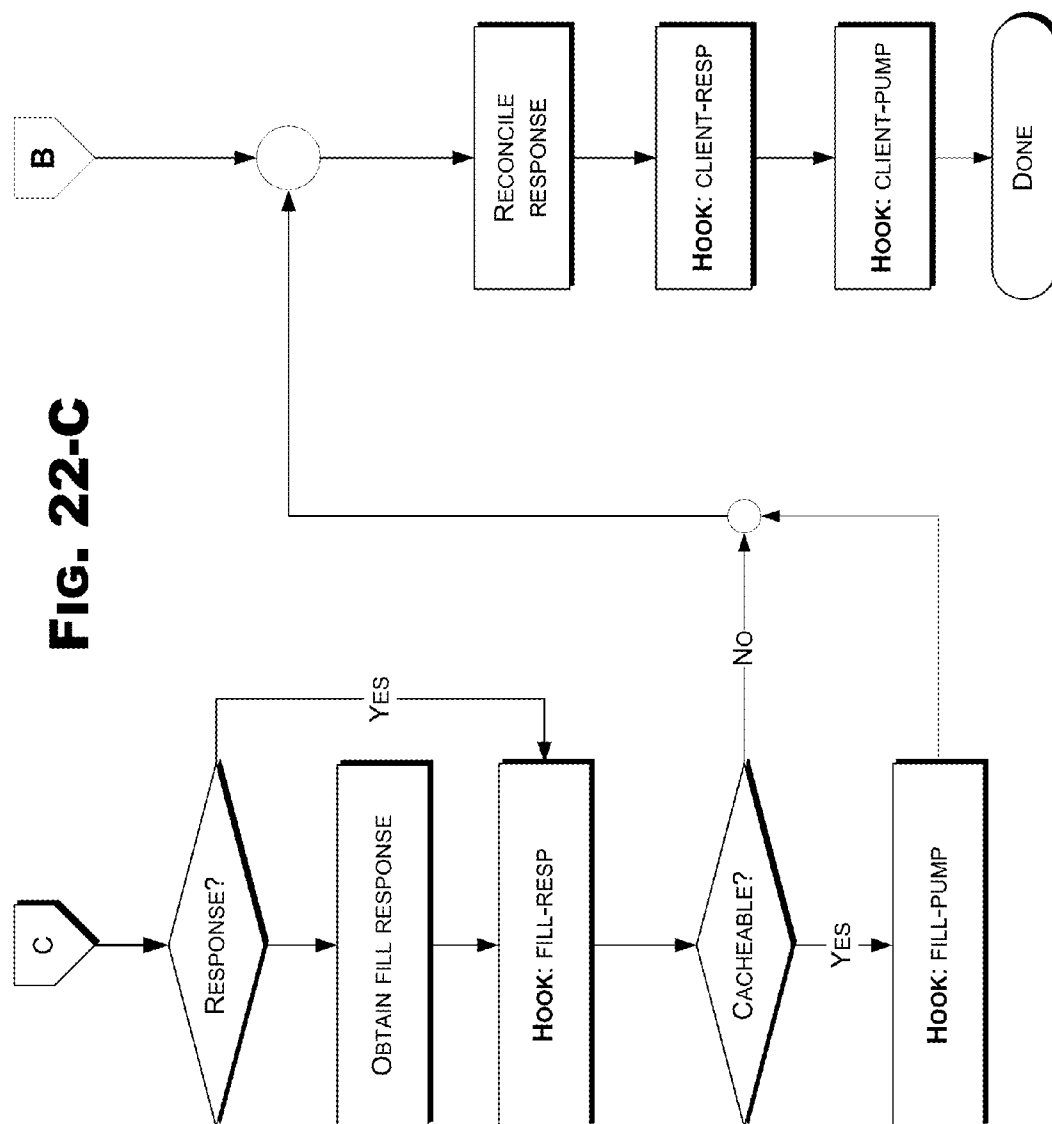 FIG. 22-C
C
RESPONSE?
YES
OBTAIN FILL RESPONSE
HOOK: FILL-RESP
CACHEABLE?
NO
YES
HOOK: FILL-PUMP
B
RECONCILE
RESPONSE
HOOK: CLIENT-RESP
HOOK: CLIENT-PUMP
DONE